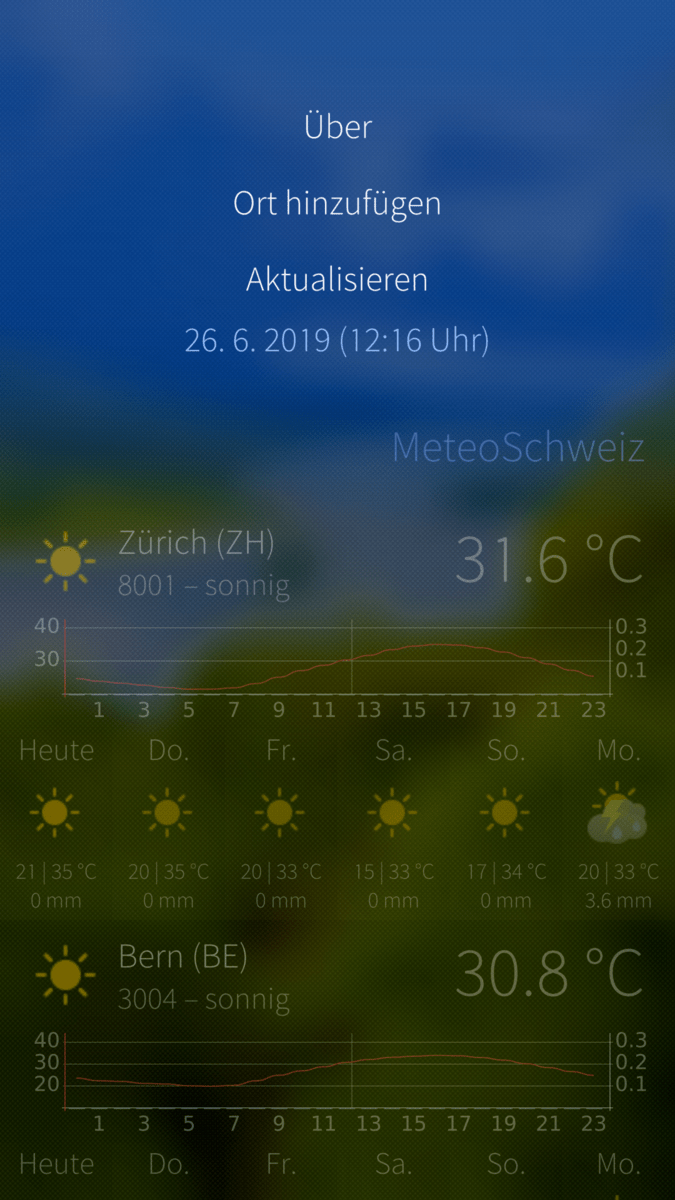 Über
Ort hinzufügen
Aktualisieren
26. 6. 2019 (12:16 Uhr)
MeteoSchweiz
Zürich (ZH) 31.6 °C
8001 – sonnig
40 0.3
30 0.2
0.1
1 3 5 7 9 11 13 15 17 19 21 23
Heute Do. Fr. Sa. So. Mo.
21 | 35 °C 20 | 35 °C 20 | 33 °C 15 | 33 °C 17 | 34 °C 20 | 33 °C
0 mm 0 mm 0 mm 0 mm 0 mm 3.6 mm
Bern (BE) 30.8 °C
3004 – sonnig
40 0.3
30 0.2
20 0.1
1 3 5 7 9 11 13 15 17 19 21 23
Heute Do. Fr. Sa. So. Mo.